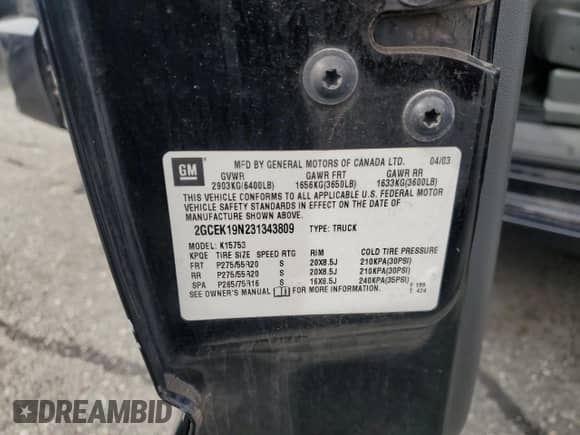 GM
MFD BY GENERAL MOTORS OF CANADA LTD. 04/03
GVWR GAWR FRT GAWR RR
2903KG(6400LB) 1656KG(3650LB) 1633KG(3600LB)
THIS VEHICLE CONFORMS TO ALL APPLICABLE U.S. FEDERAL MOTOR
VEHICLE SAFETY STANDARDS IN EFFECT ON THE DATE OF
MANUFACTURE SHOWN ABOVE.
2GCEK19N231343809 TYPE: TRUCK
MODEL: K15753
KPQE TIRE SIZE SPEED RTG RIM COLD TIRE PRESSURE
FRT P275/55R20 S 20X8.5J 210KPA(30PSI)
RR P275/55R20 S 20X8.5J 210KPA(30PSI)
SPA P265/75R16 S 16X6.5J 240KPA(35PSI)
SEE OWNER'S MANUAL FOR MORE INFORMATION.
DREAMBID